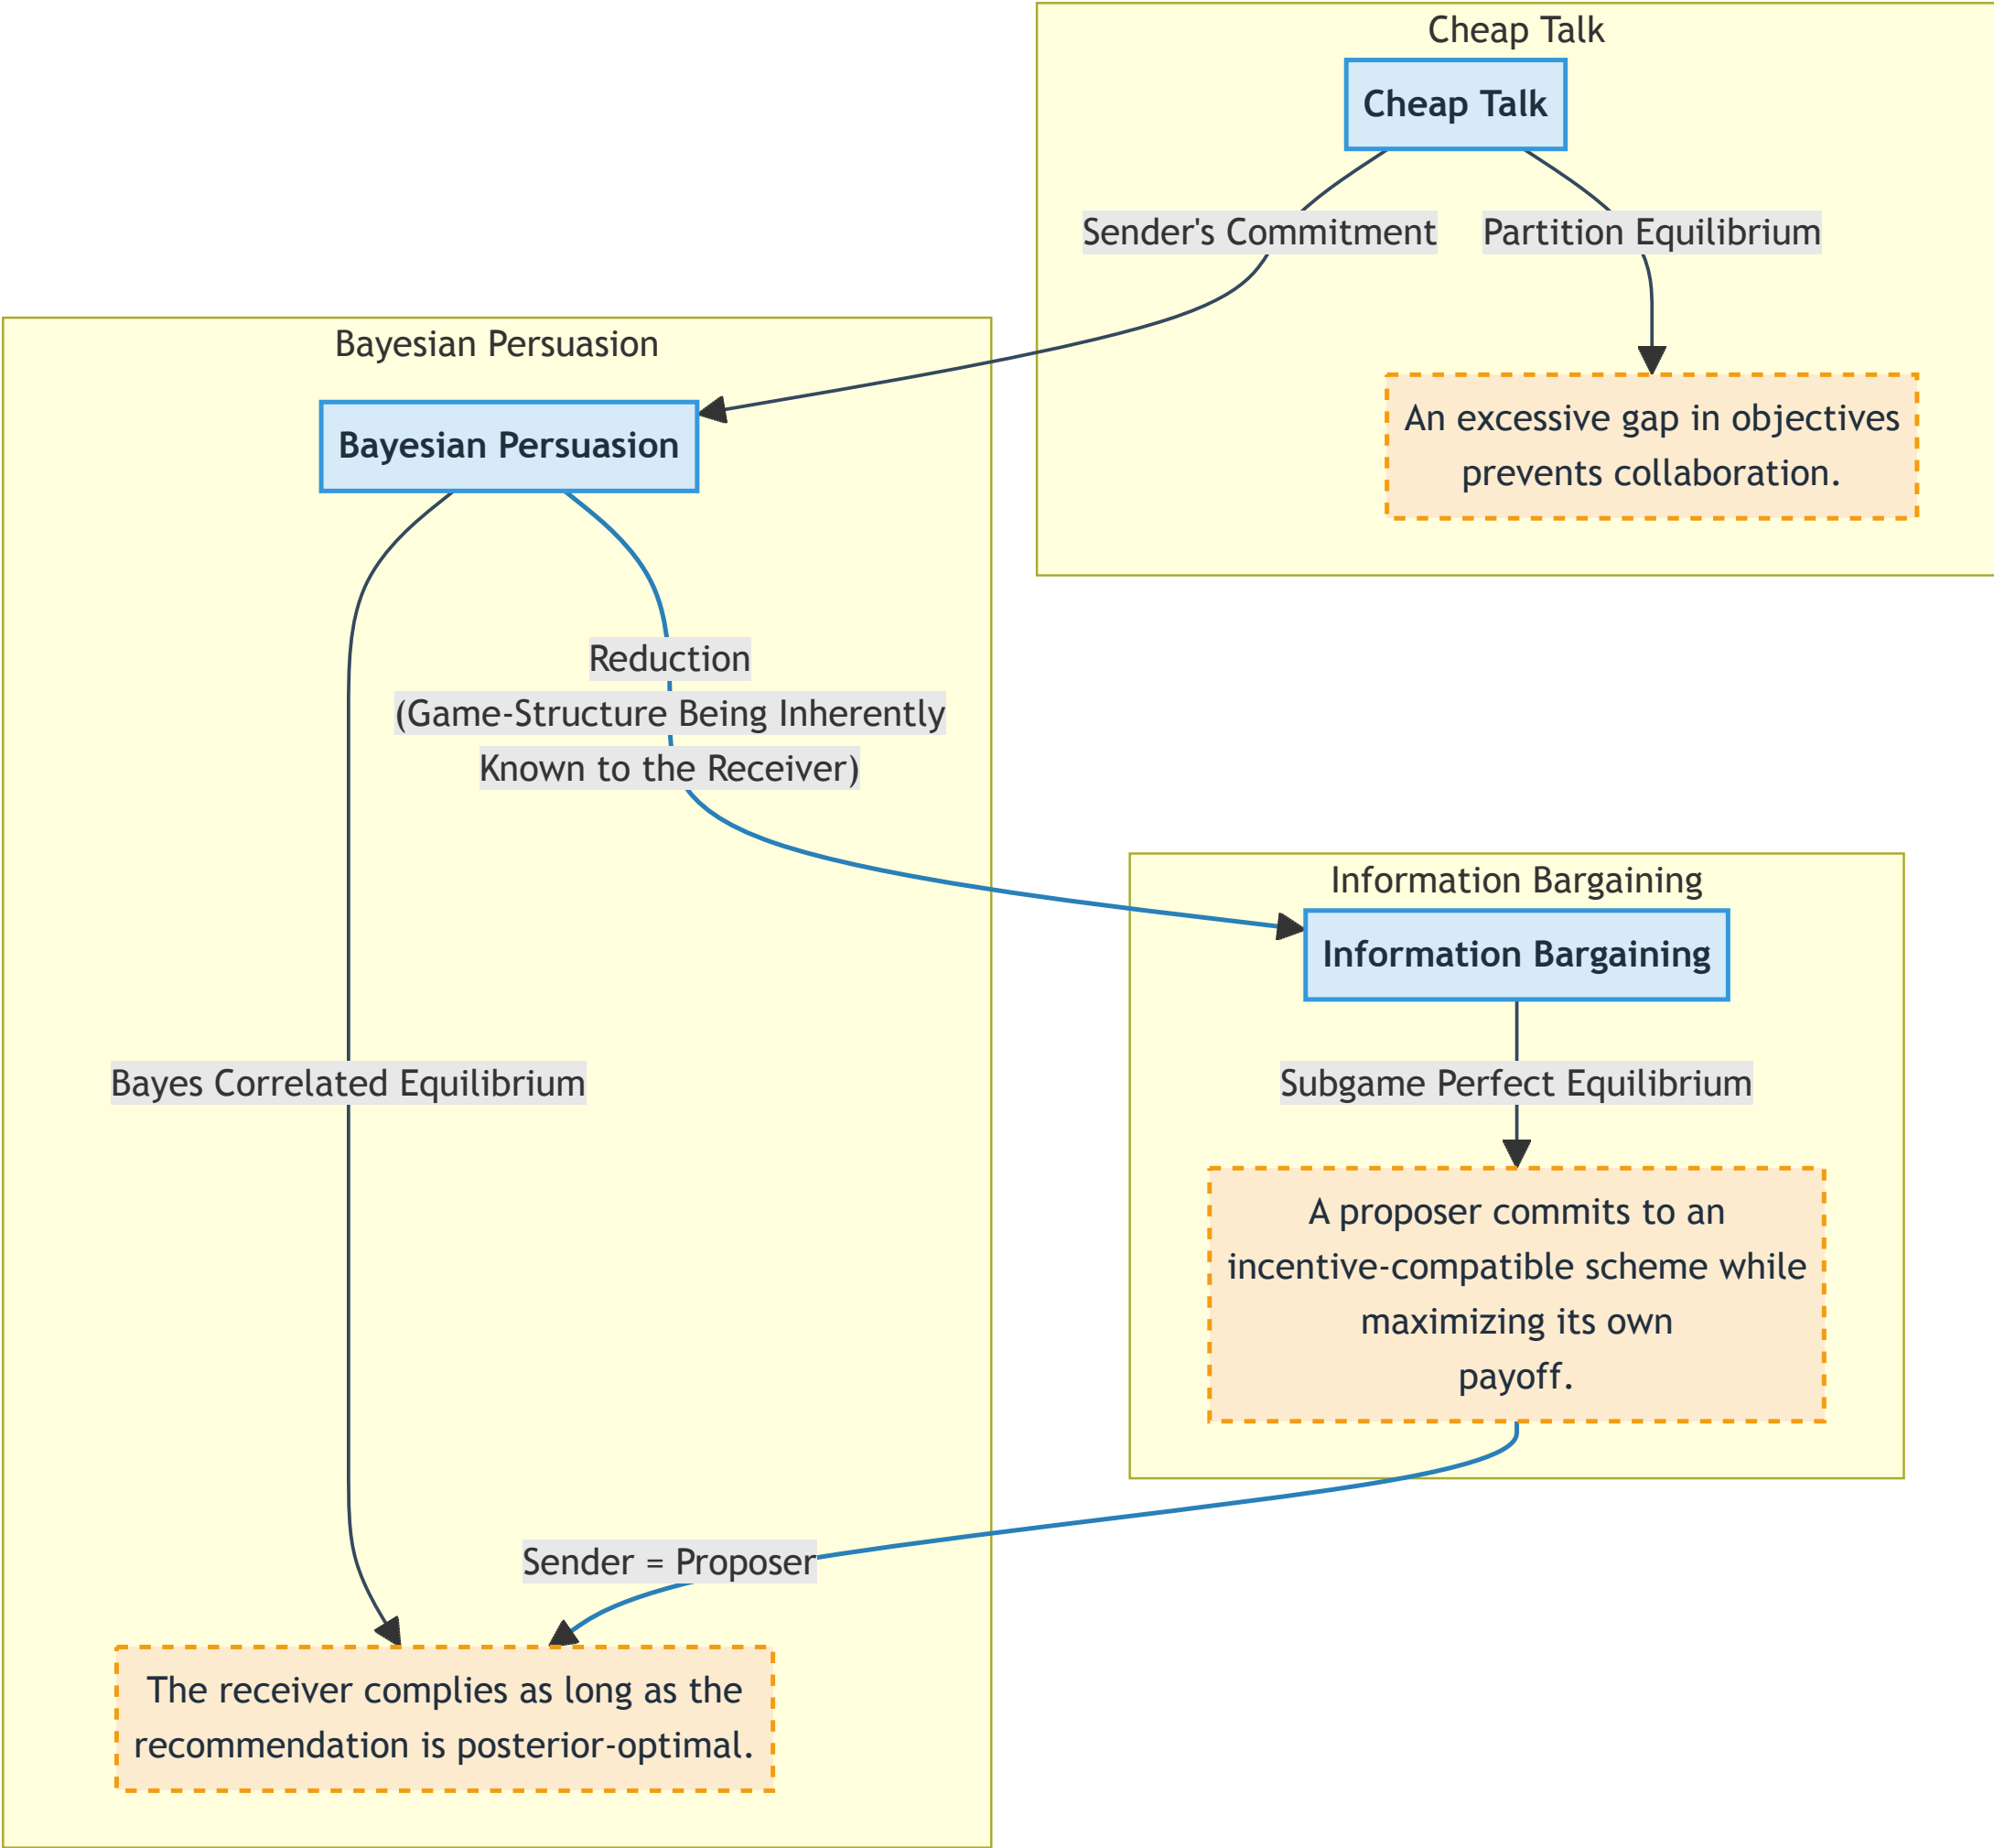 Cheap Talk
Cheap Talk
Sender's Commitment
Partition Equilibrium
An excessive gap in objectives
prevents collaboration.
Bayesian Persuasion
Bayesian Persuasion
Reduction
(Game-Structure Being Inherently
Known to the Receiver)
Information Bargaining
Information Bargaining
Bayes Correlated Equilibrium
Subgame Perfect Equilibrium
A proposer commits to an
incentive-compatible scheme while
maximizing its own
payoff.
Sender = Proposer
The receiver complies as long as the
recommendation is posterior-optimal.